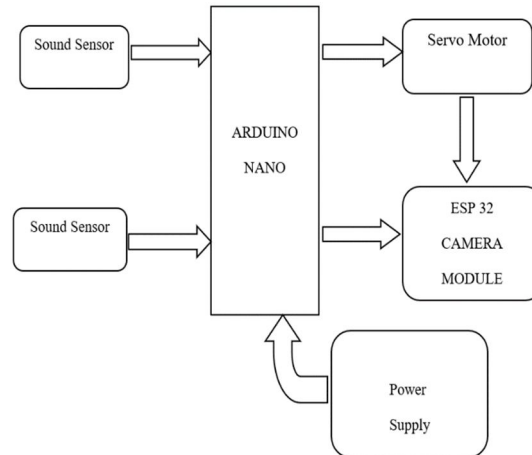 Sound Sensor
Servo Motor
ARDUINO
NANO
Sound Sensor
ESP 32
CAMERA
MODULE
Power
Supply